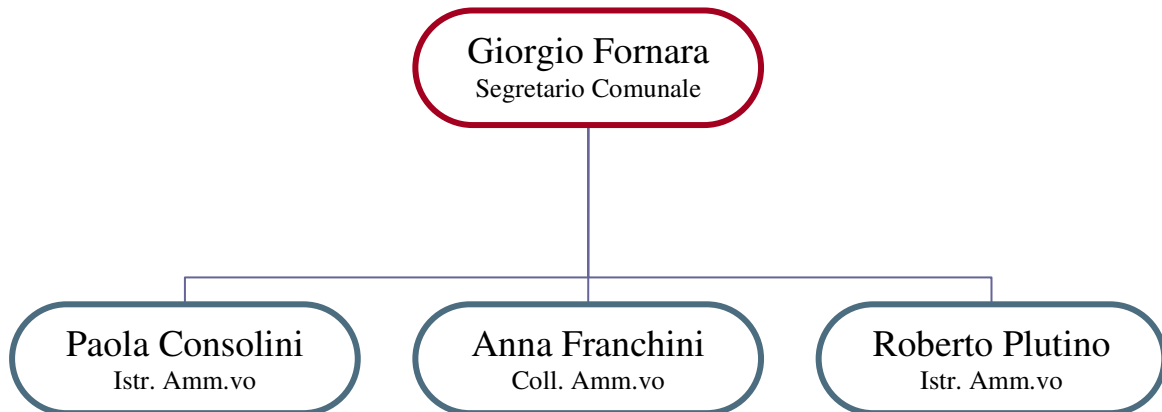 Giorgio Fornara
Segretario Comunale
Paola Consolini
Istr. Amm.vo
Anna Franchini
Coll. Amm.vo
Roberto Plutino
Istr. Amm.vo